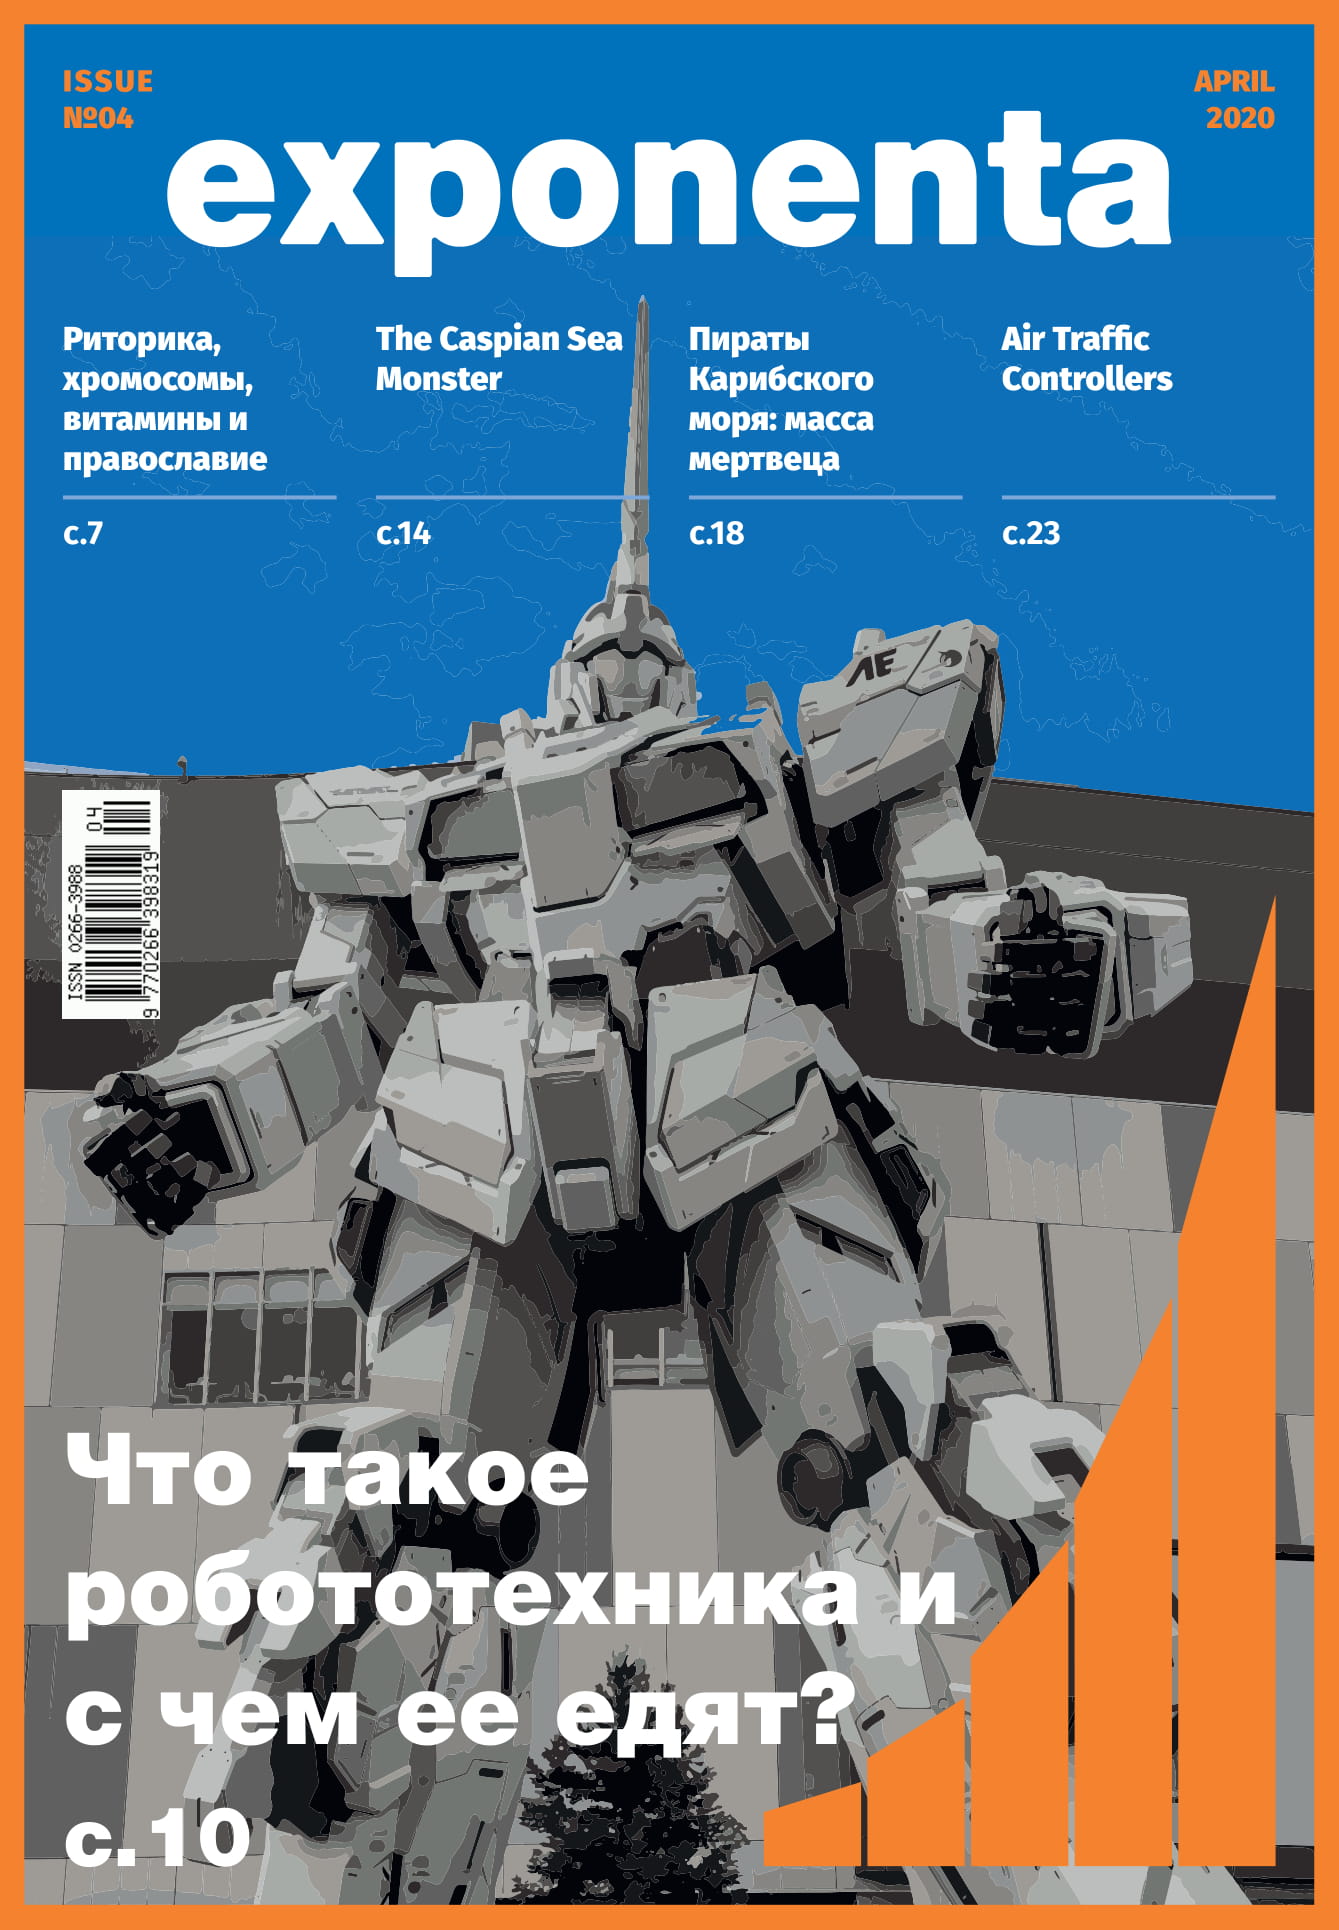 ISSUE
№04
APRIL
2020
exponenta
Риторика,
хромосомы,
витамины и
православие
с.7
The Caspian Sea
Monster
с.14
Пираты
Карибского
моря: масса
мертвеца
с.18
Air Traffic
Controllers
с.23
AE
ISSN 0266-3988
04
9 770266 398319
Что такое
робототехника и
с чем ее едят?
с.10